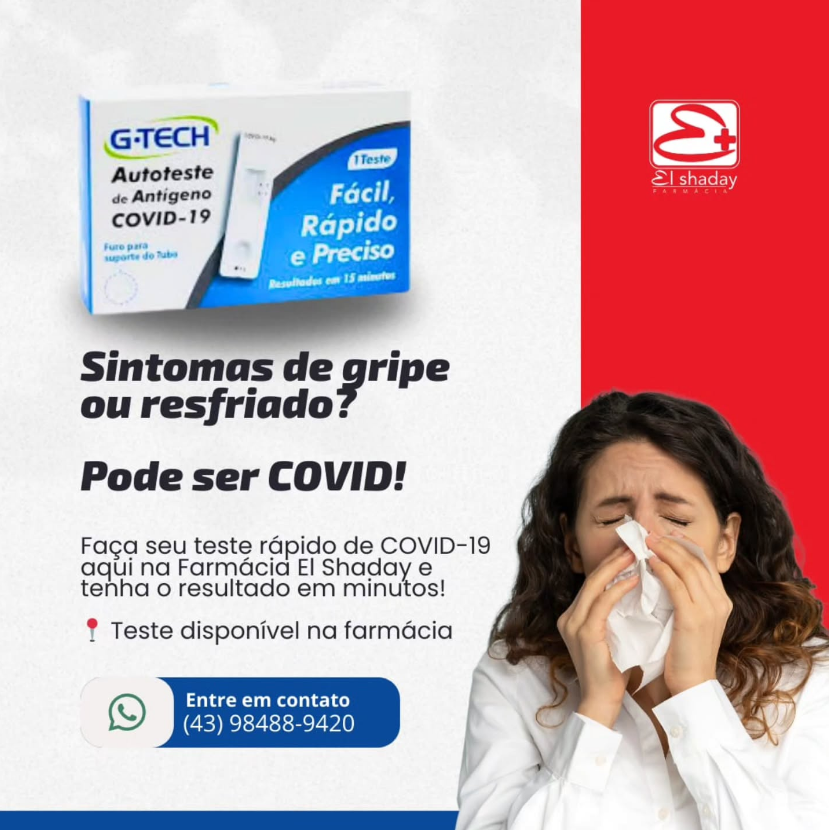 G-TECH
Autoteste
de Antígeno
COVID-19
Furo para
suporte do Tubo
1 Teste
Fácil,
Rápido
e Preciso
Resultados em 15 minutos
El shaday
FARMÁCIA
Sintomas de gripe
ou resfriado?
Pode ser COVID!
Faça seu teste rápido de COVID-19
aqui na Farmácia El Shaday e
tenha o resultado em minutos!
Teste disponível na farmácia
Entre em contato
(43) 98488-9420